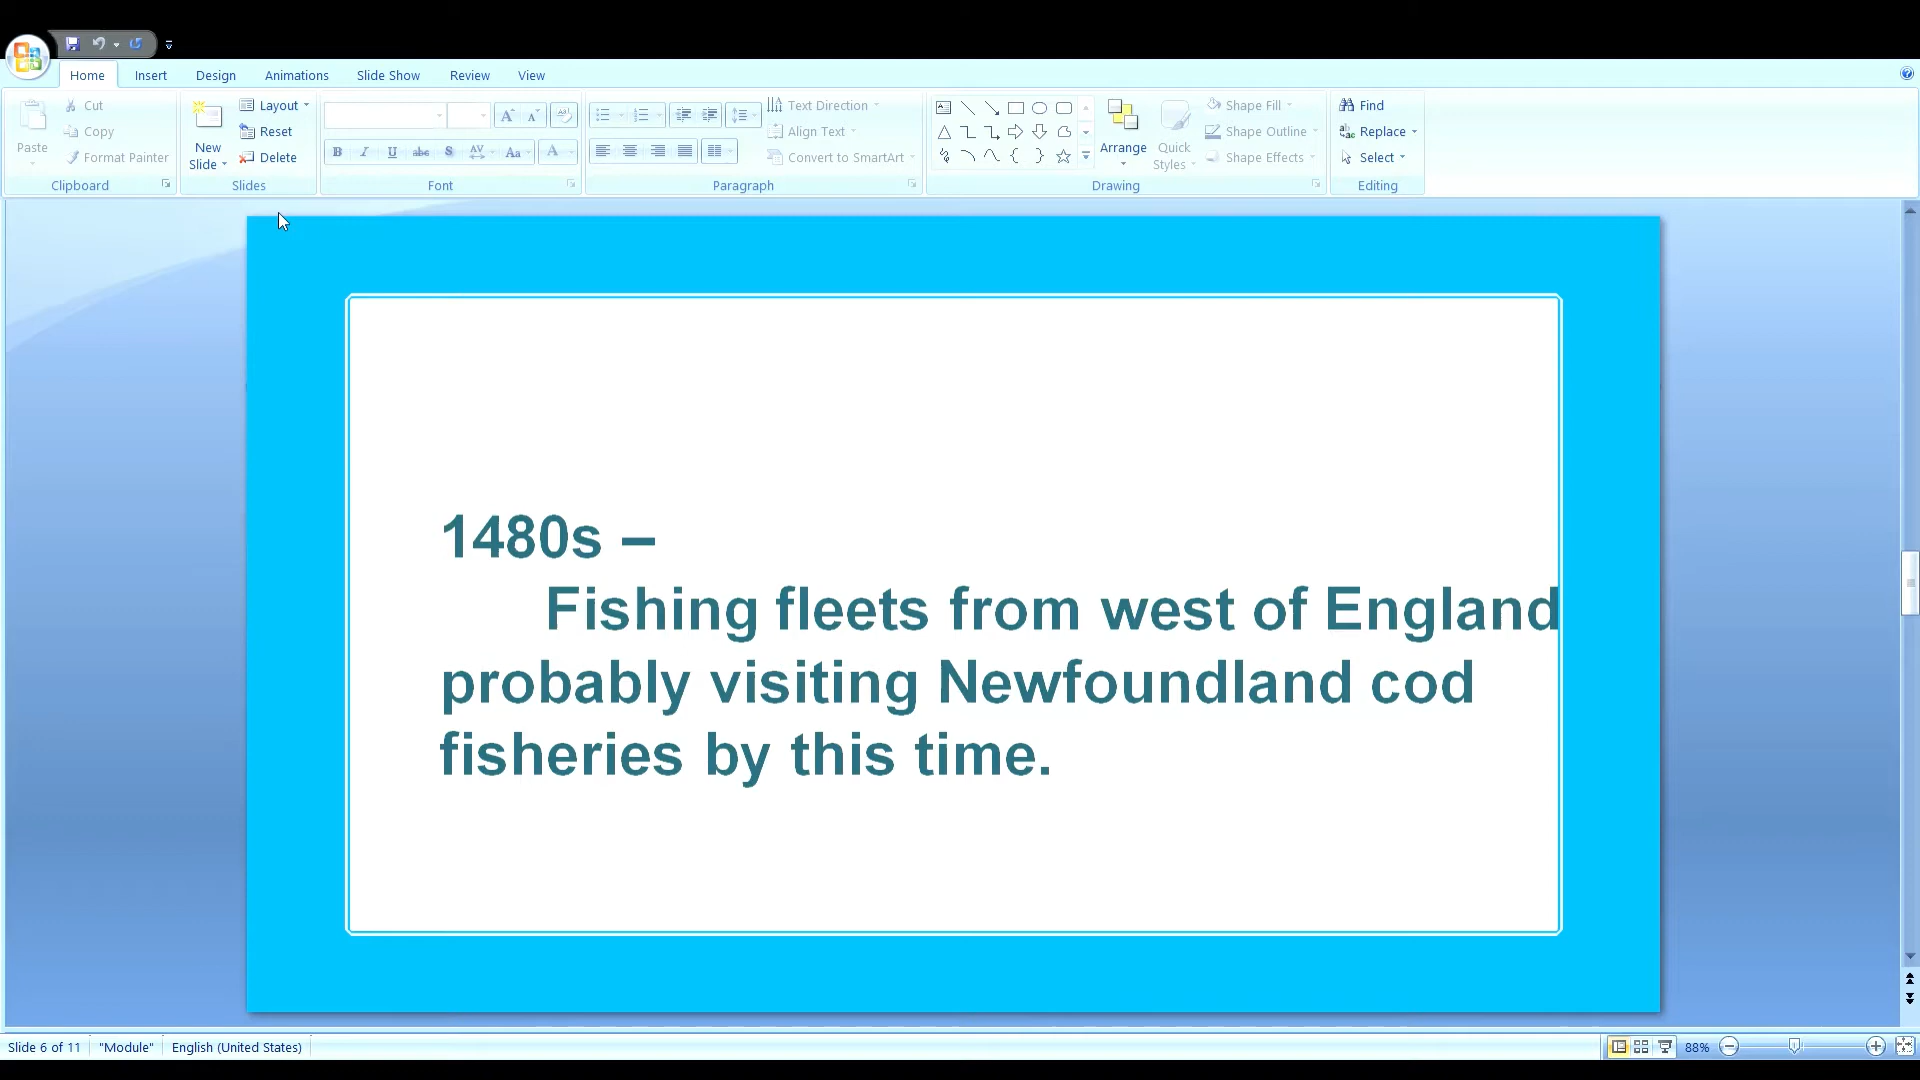 Home Insert Design Animations Slide Show Review View
Paste
Cut
Copy
Format Painter
Clipboard
New Slide
Layout
Reset
Delete
Slides
Font
Text Direction
Align Text
Convert to SmartArt
Paragraph
Arrange
Quick Styles
Shape Fill
Shape Outline
Shape Effects
Drawing
Find
Replace
Select
Editing
1480s –
Fishing fleets from west of England
probably visiting Newfoundland cod
fisheries by this time.
Slide 6 of 11 "Module" English (United States) 88%